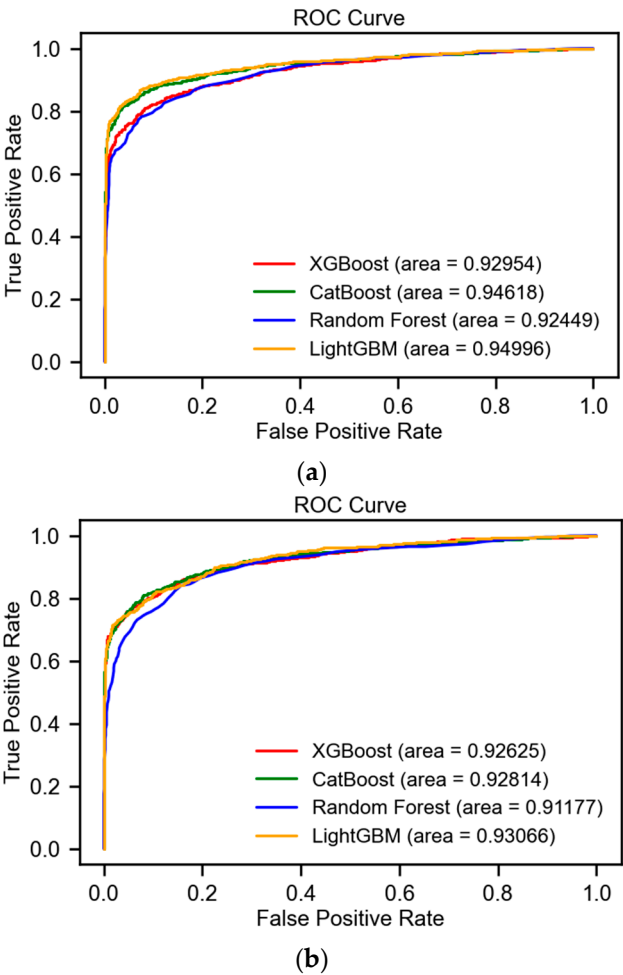 ROC Curve
1.0
0.8
0.6
0.4
0.2
0.0
True Positive Rate
XGBoost (area = 0.92954)
CatBoost (area = 0.94618)
Random Forest (area = 0.92449)
LightGBM (area = 0.94996)
0.0 0.2 0.4 0.6 0.8 1.0
False Positive Rate
(a)
ROC Curve
1.0
0.8
0.6
0.4
0.2
0.0
True Positive Rate
XGBoost (area = 0.92625)
CatBoost (area = 0.92814)
Random Forest (area = 0.91177)
LightGBM (area = 0.93066)
0.0 0.2 0.4 0.6 0.8 1.0
False Positive Rate
(b)